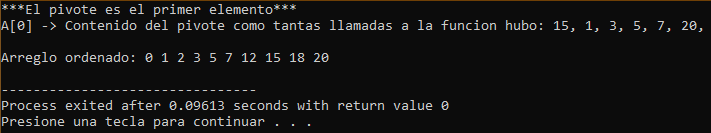 ***El pivote es el primer elemento***
A[0] -> Contenido del pivote como tantas llamadas a la funcion hubo: 15, 1, 3, 5, 7, 20,
Arreglo ordenado: 0 1 2 3 5 7 12 15 18 20
--------------------------------
Process exited after 0.09613 seconds with return value 0
Presione una tecla para continuar . . .